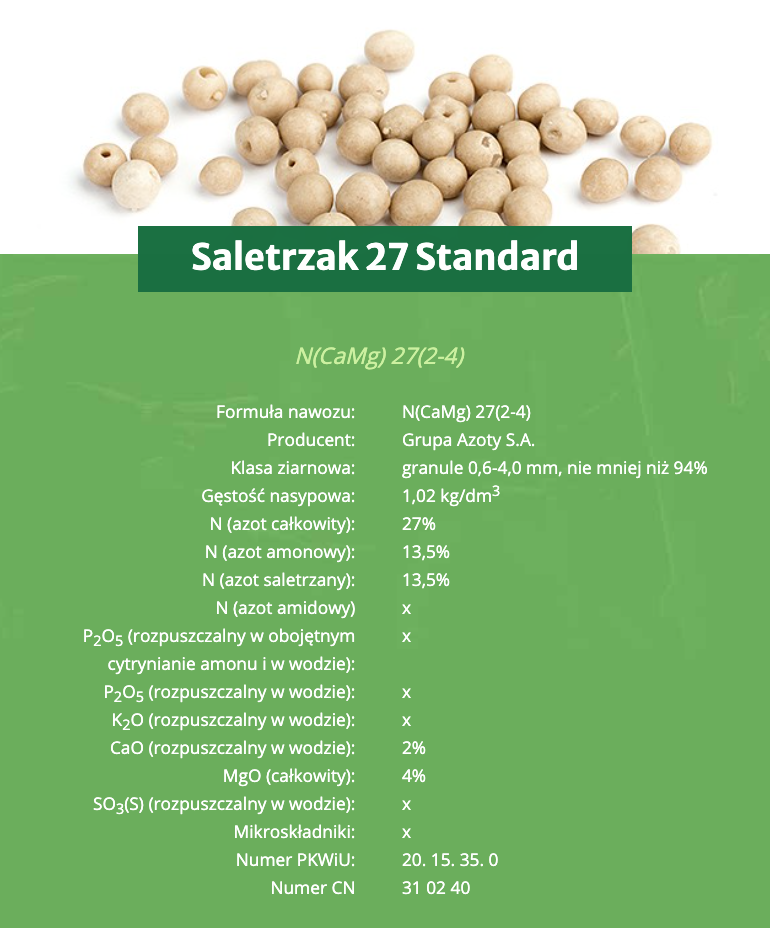 Saletrzak 27 Standard
N(CaMg) 27(2-4)
Formuła nawozu: N(CaMg) 27(2-4)
Producent: Grupa Azoty S.A.
Klasa ziarnowa: granule 0,6-4,0 mm, nie mniej niż 94%
Gęstość nasypowa: 1,02 kg/dm³
N (azot całkowity): 27%
N (azot amonowy): 13,5%
N (azot saletrzany): 13,5%
N (azot amidowy) x
P₂O₅ (rozpuszczalny w obojętnym x
cytrynianie amonu i w wodzie):
P₂O₅ (rozpuszczalny w wodzie): x
K₂O (rozpuszczalny w wodzie): x
CaO (rozpuszczalny w wodzie): 2%
MgO (całkowity): 4%
SO₃(S) (rozpuszczalny w wodzie): x
Mikroskładniki: x
Numer PKWiU: 20. 15. 35. 0
Numer CN 31 02 40